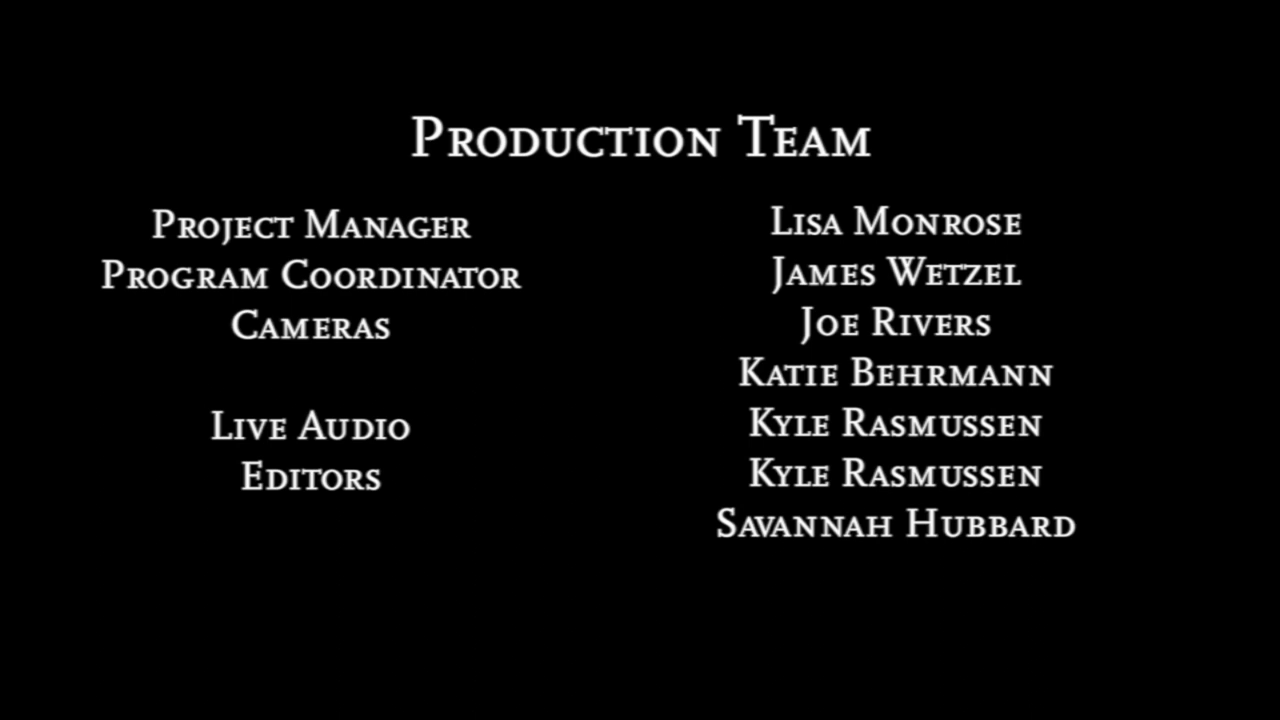 Production Team
Project Manager Lisa Monrose
Program Coordinator James Wetzel
Cameras Joe Rivers
Katie Behrmann
Live Audio Kyle Rasmussen
Editors Kyle Rasmussen
Savannah Hubbard